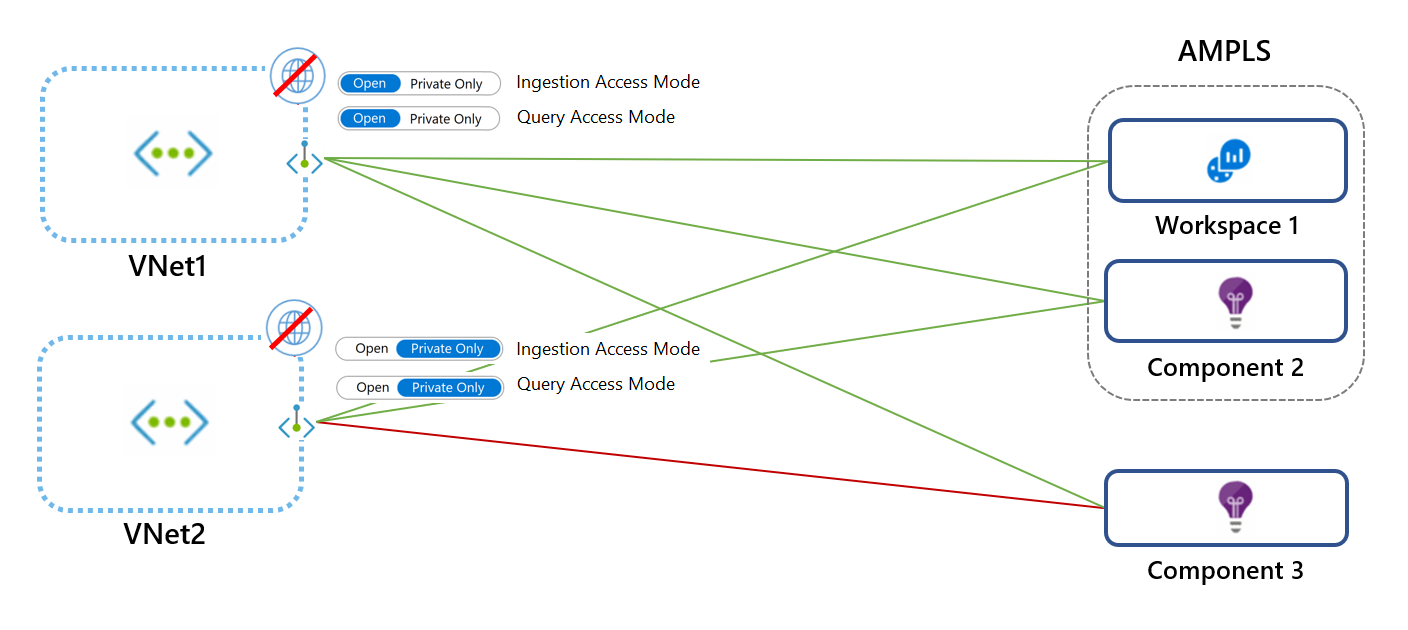 AMPLS
Open Private Only Ingestion Access Mode
Open Private Only Query Access Mode
Workspace 1
VNet1
Open Private Only Ingestion Access Mode
Open Private Only Query Access Mode
Component 2
VNet2
Component 3